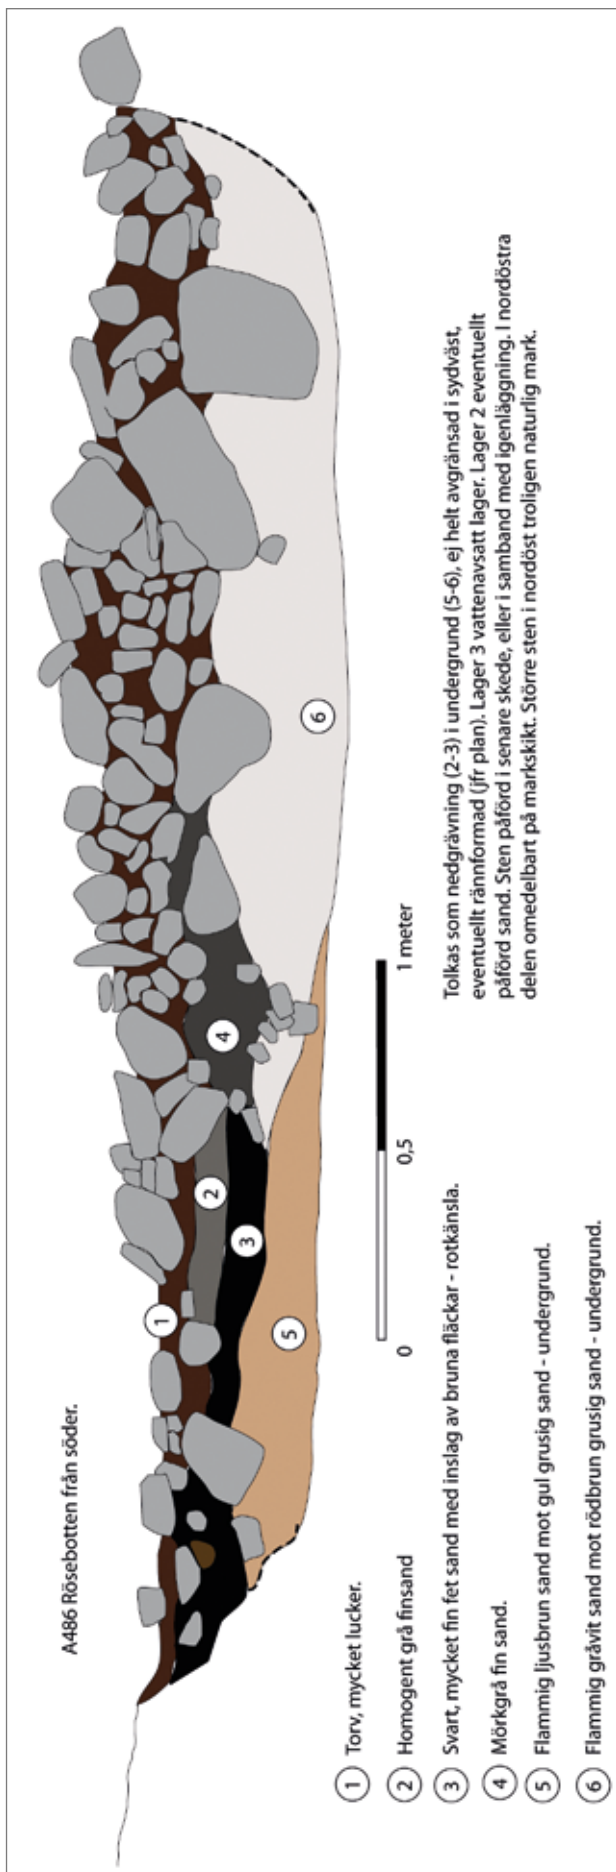 A486 Rösebotten från söder.
1
2
3
4
5
6
0
0,5
1 meter
1 Torv, mycket lucker.
2 Homogent grå finsand
3 Svart, mycket fin fet sand med inslag av bruna fläckar - rotkänsla.
4 Mörkgrå fin sand.
5 Flammig ljusbrun sand mot gul grusig sand - undergrund.
6 Flammig gråvit sand mot rödbrun grusig sand - undergrund.
Tolkas som nedgrävning (2-3) i undergrund (5-6), ej helt avgränsad i sydväst,
eventuellt rännformad (jfr plan). Lager 3 vattenavsatt lager. Lager 2 eventuellt
påförd sand. Sten påförd i senare skede, eller i samband med igenläggning. I nordöstra
delen omedelbart på markskikt. Större sten i nordöst troligen naturlig mark.